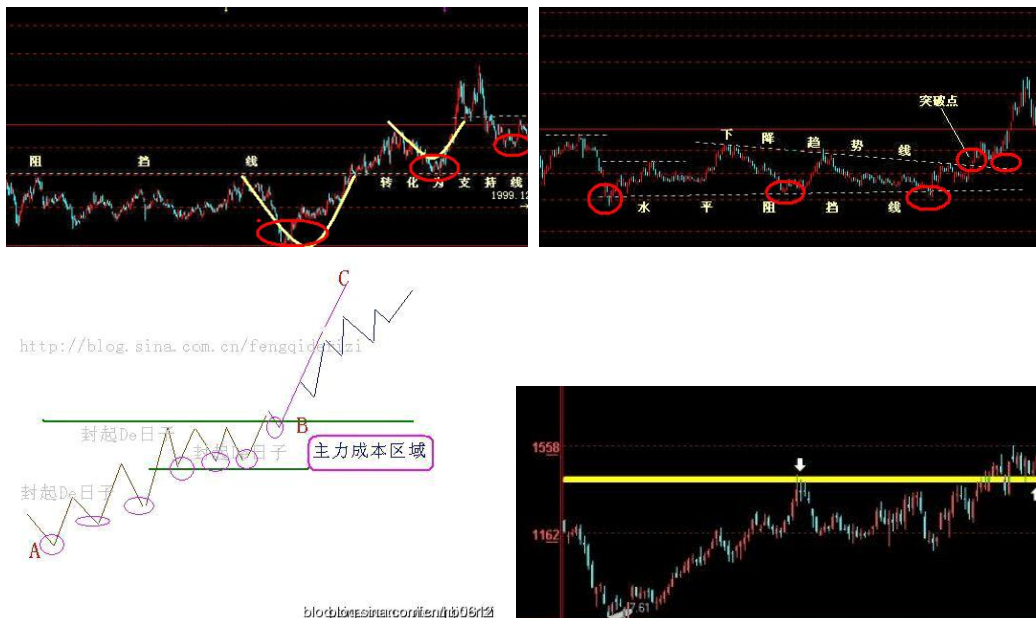 阻 挡 线
转 化 为 支 持 线
1999.12
突破点
下 降 趋 势 线
水 平 阻 挡 线
C
http://blog.sina.com.cn/fengqiderizi
封起De日子
B
封起De日子
主力成本区域
封起De日子
A
1558
1162
7.61